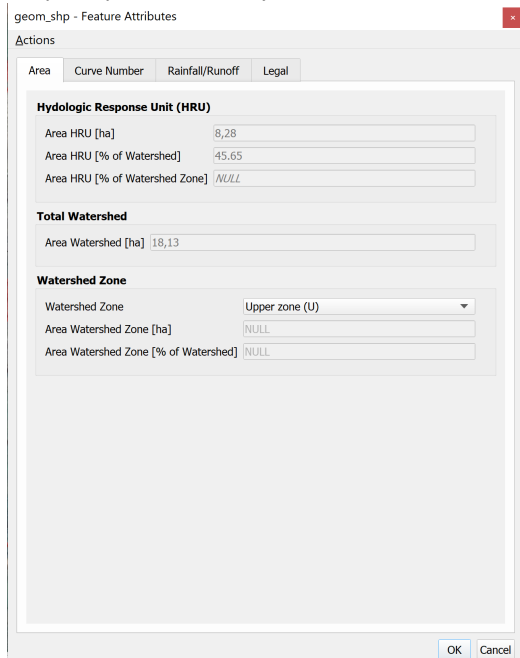 geom_shp - Feature Attributes
Actions
Area Curve Number Rainfall/Runoff Legal
Hydrologic Response Unit (HRU)
Area HRU [ha] 8,28
Area HRU [% of Watershed] 45.65
Area HRU [% of Watershed Zone] NULL
Total Watershed
Area Watershed [ha] 18,13
Watershed Zone
Watershed Zone Upper zone (U)
Area Watershed Zone [ha] NULL
Area Watershed Zone [% of Watershed] NULL
OK Cancel